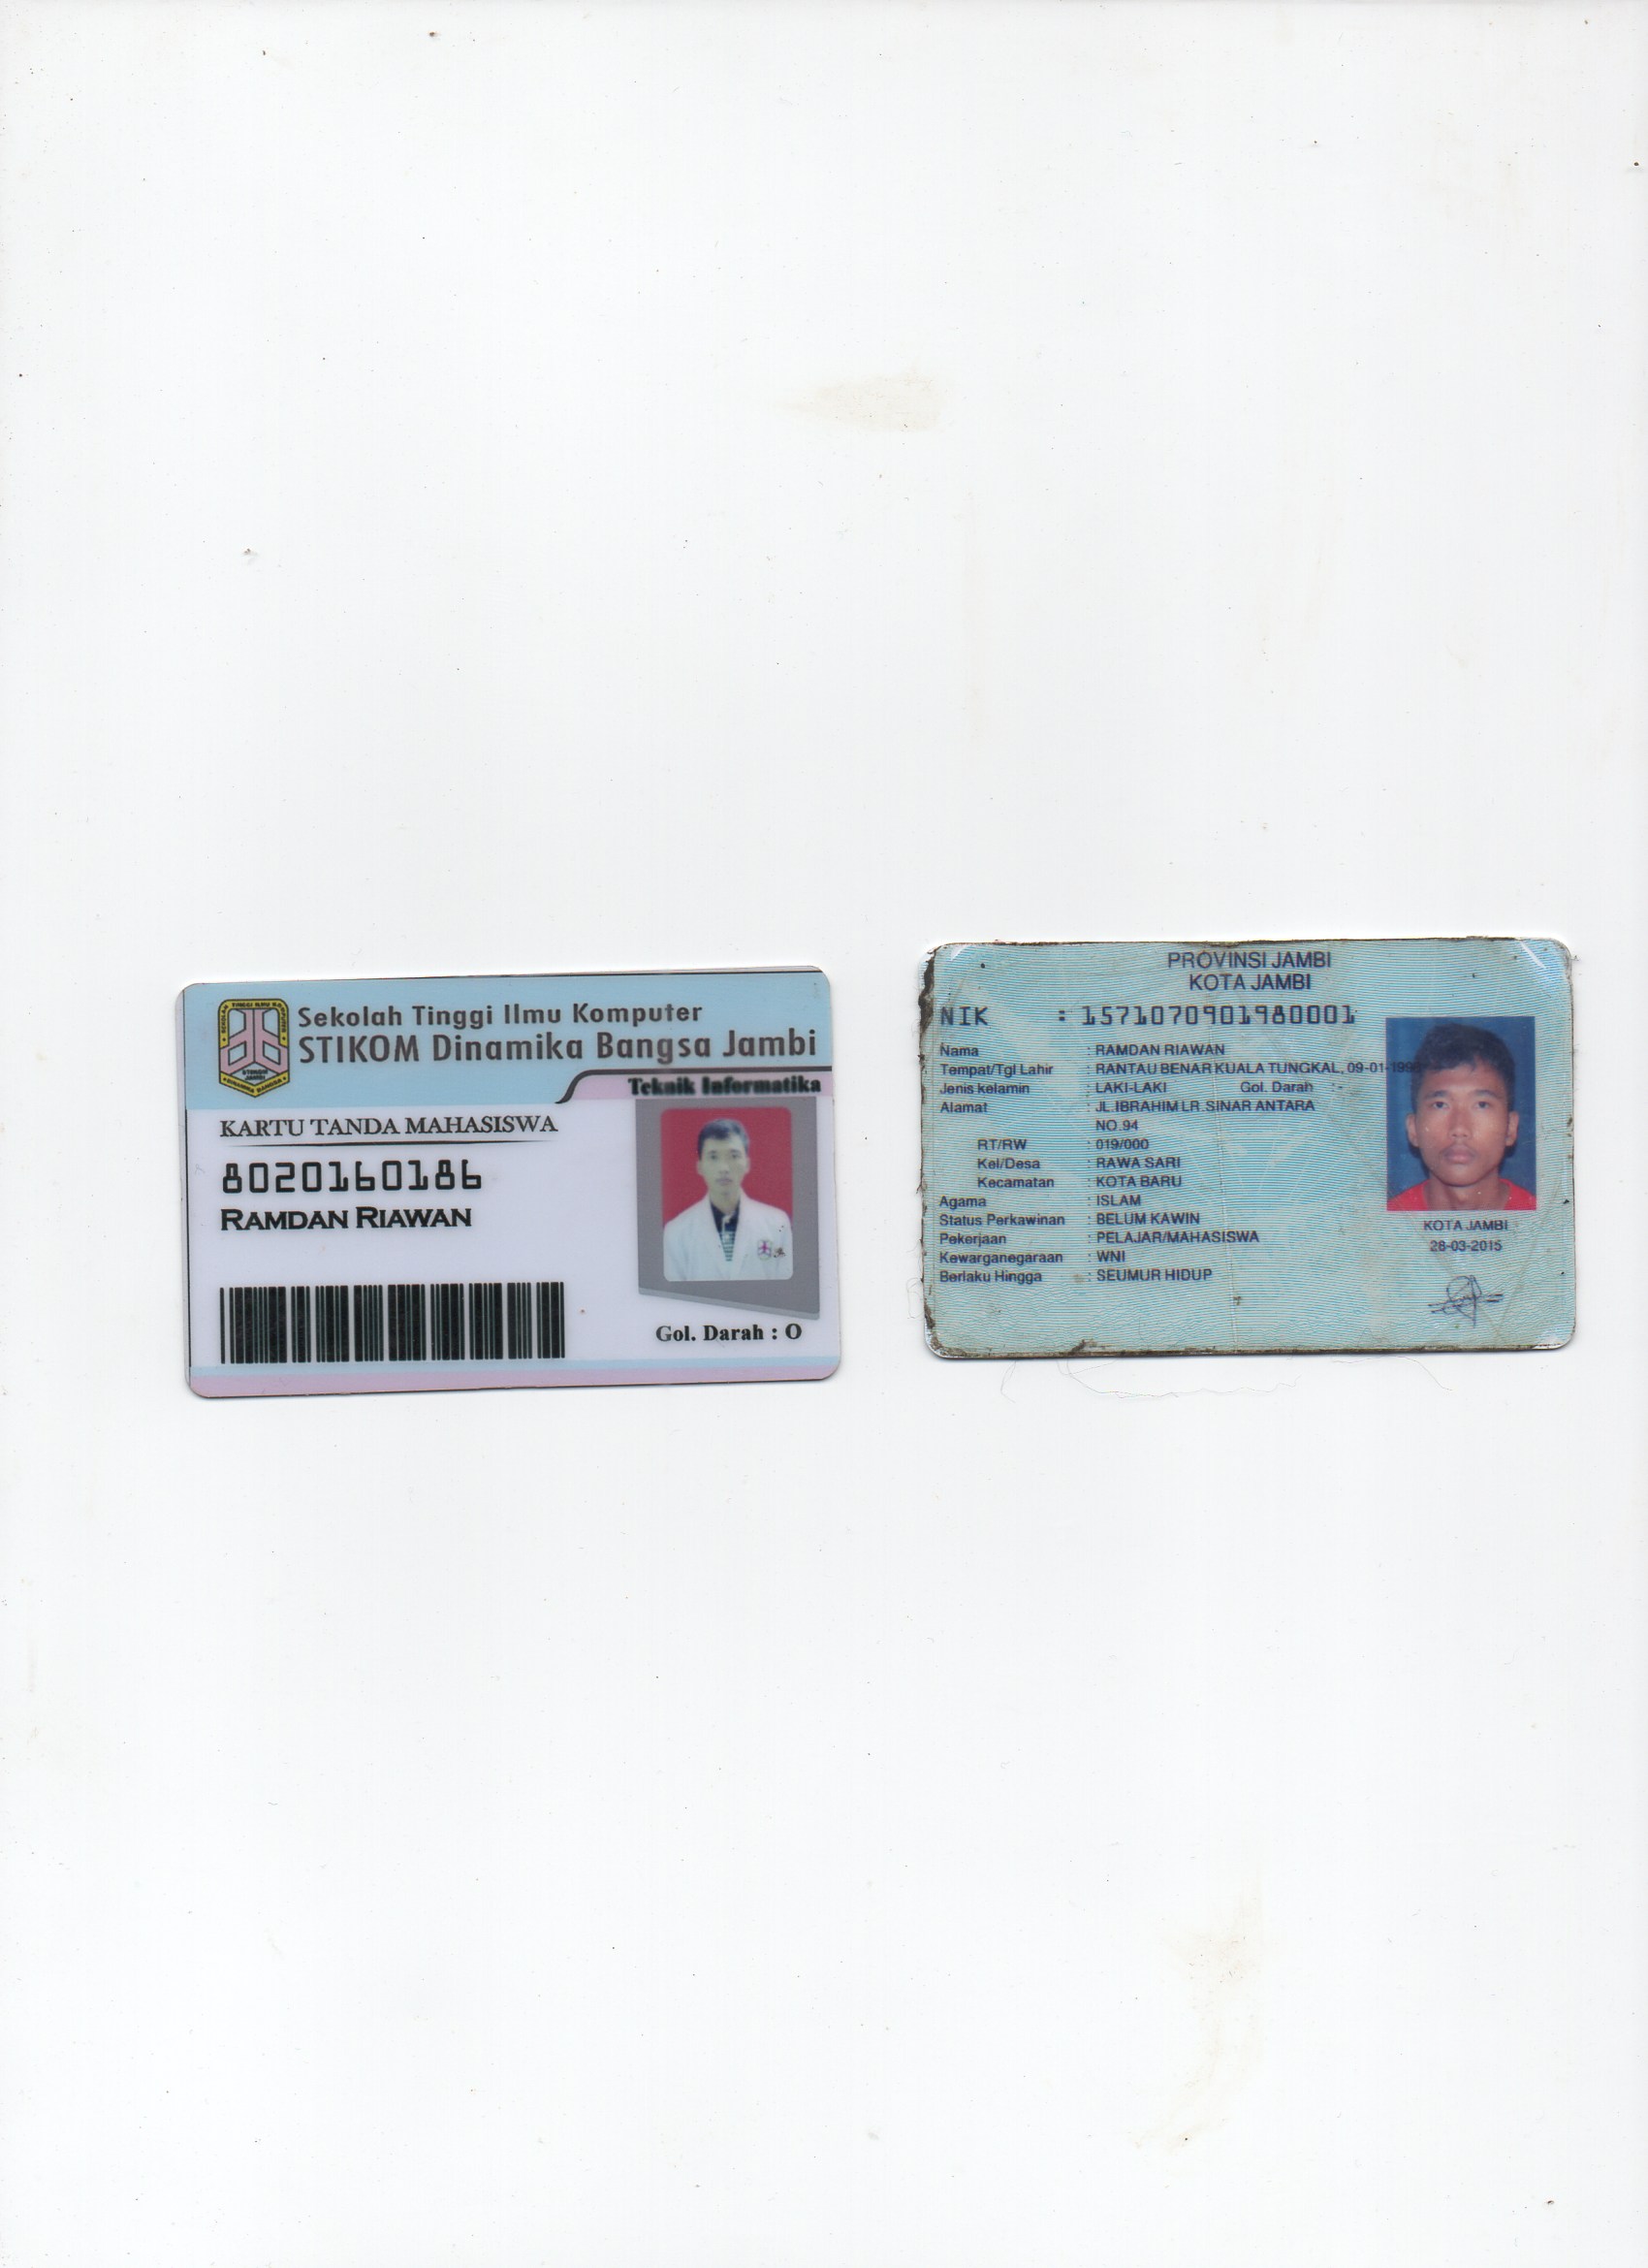 Sekolah Tinggi Ilmu Komputer
STIKOM Dinamika Bangsa Jambi
Teknik Informatika
KARTU TANDA MAHASISWA
8020160186
RAMDAN RIAWAN
Gol. Darah : O
PROVINSI JAMBI
KOTA JAMBI
NIK : 1571070901980001
Nama : RAMDAN RIAWAN
Tempat/Tgl Lahir : RANTAU BENAR KUALA TUNGKAL, 09-01-1998
Jenis kelamin : LAKI-LAKI Gol. Darah : -
Alamat : JL.IBRAHIM LR.SINAR ANTARA
NO.94
RT/RW : 019/000
Kel/Desa : RAWA SARI
Kecamatan : KOTA BARU
Agama : ISLAM
Status Perkawinan : BELUM KAWIN
Pekerjaan : PELAJAR/MAHASISWA
Kewarganegaraan : WNI
Berlaku Hingga : SEUMUR HIDUP
KOTA JAMBI
28-03-2015